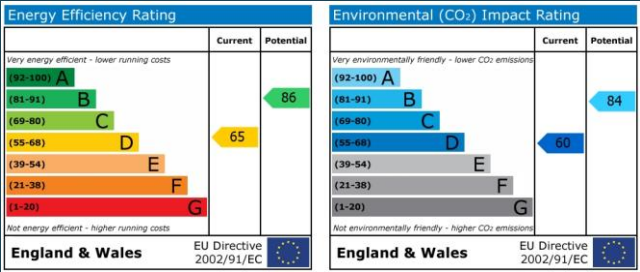 Energy Efficiency Rating
Current Potential
Very energy efficient - lower running costs
(92-100) A
(81-91) B
(69-80) C
(55-68) D
(39-54) E
(21-38) F
(1-20) G
65
86
Not energy efficient - higher running costs
England & Wales
EU Directive
2002/91/EC
Environmental (CO₂) Impact Rating
Current Potential
Very environmentally friendly - lower CO₂ emissions
(92-100) A
(81-91) B
(69-80) C
(55-68) D
(39-54) E
(21-38) F
(1-20) G
60
84
Not environmentally friendly - higher CO₂ emissions
England & Wales
EU Directive
2002/91/EC